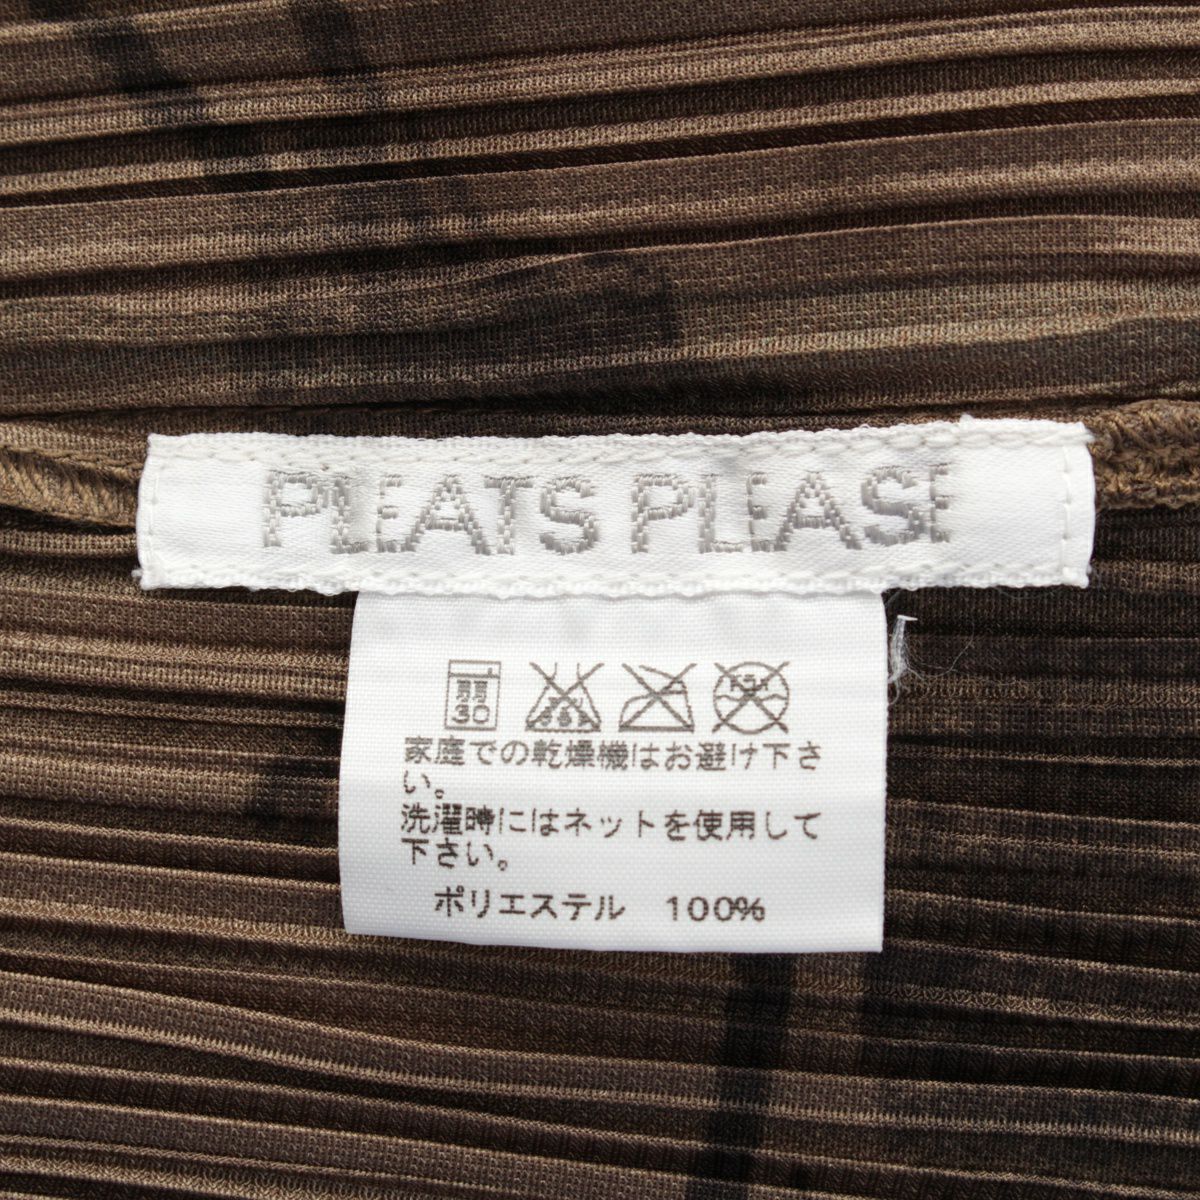 PLEATS PLEASE
弱
30
家庭での乾燥機はお避け下さ
い。
洗濯時にはネットを使用して
下さい。
ポリエステル 100%